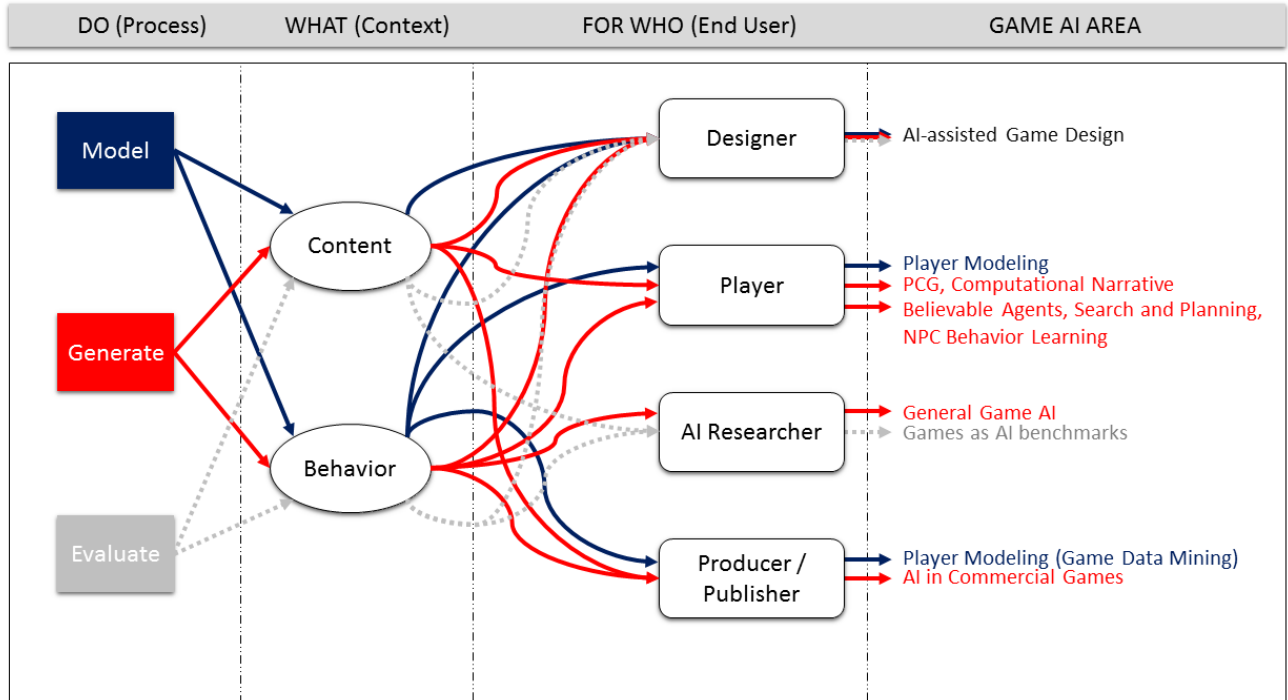 DO (Process)
WHAT (Context)
FOR WHO (End User)
GAME AI AREA
Model
Generate
Evaluate
Content
Behavior
Designer
Player
AI Researcher
Producer /
Publisher
AI-assisted Game Design
Player Modeling
PCG, Computational Narrative
Believable Agents, Search and Planning,
NPC Behavior Learning
General Game AI
Games as AI benchmarks
Player Modeling (Game Data Mining)
AI in Commercial Games